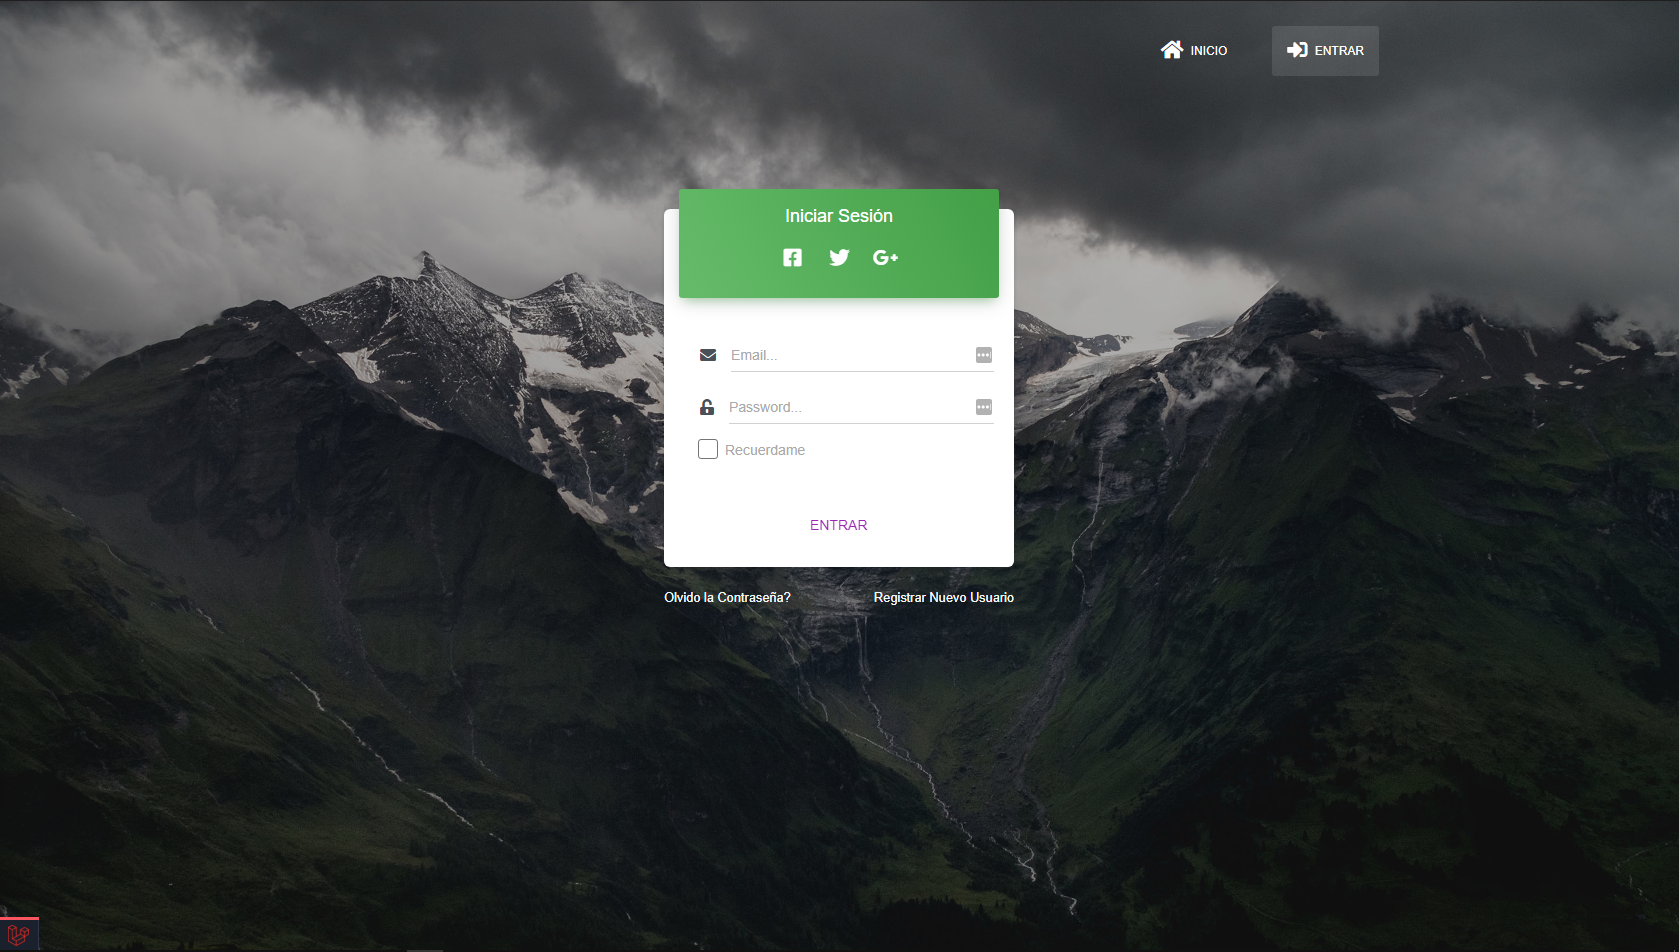 INICIO
ENTRAR
Iniciar Sesión
Email...
Password...
Recuerdame
ENTRAR
Olvido la Contraseña?
Registrar Nuevo Usuario